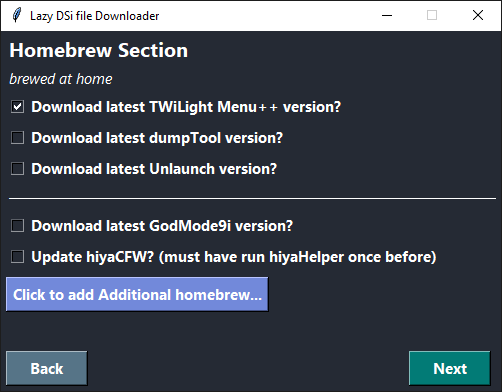 Lazy DSi file Downloader
Homebrew Section
brewed at home
Download latest TWiLight Menu++ version?
Download latest dumpTool version?
Download latest Unlaunch version?
Download latest GodMode9i version?
Update hiyaCFW? (must have run hiyaHelper once before)
Click to add Additional homebrew...
Back
Next